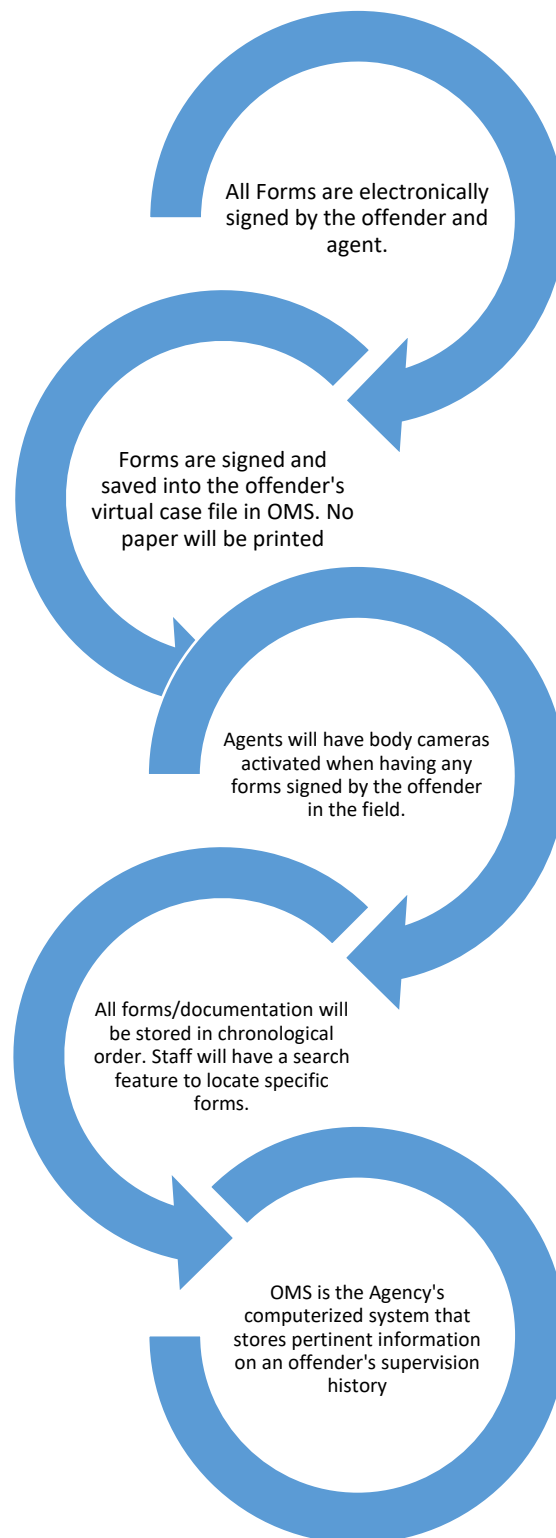 All Forms are electronically
signed by the offender and
agent.
Forms are signed and
saved into the offender's
virtual case file in OMS. No
paper will be printed
Agents will have body cameras
activated when having any
forms signed by the offender
in the field.
All forms/documentation will
be stored in chronological
order. Staff will have a search
feature to locate specific
forms.
OMS is the Agency's
computerized system that
stores pertinent information
on an offender's supervision
history